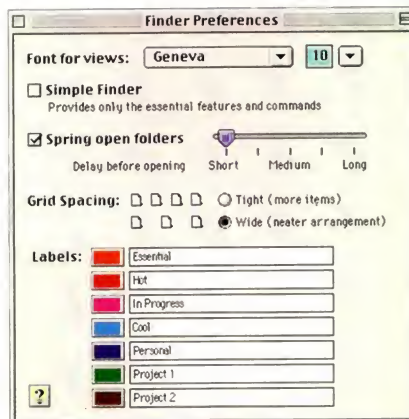 Finder Preferences
Font for views: Geneva 10
Simple Finder
Provides only the essential features and commands
Spring open folders
Delay before opening Short Medium Long
Grid Spacing: Tight (more items)
Wide (neater arrangement)
Labels: Essential
Hot
In Progress
Cool
Personal
Project 1
Project 2
?